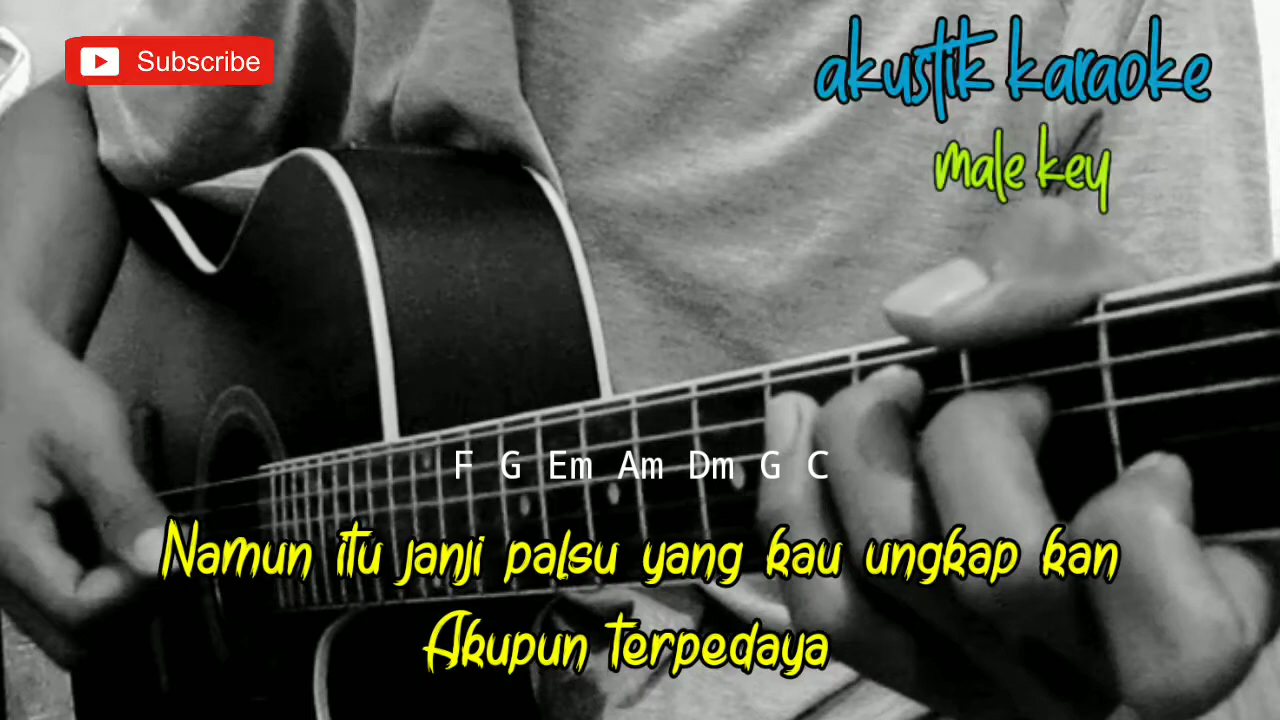 Subscribe
akustik karaoke
male key
F G Em Am Dm G C
Namun itu janji palsu yang kau ungkap kan
Akupun terpedaya